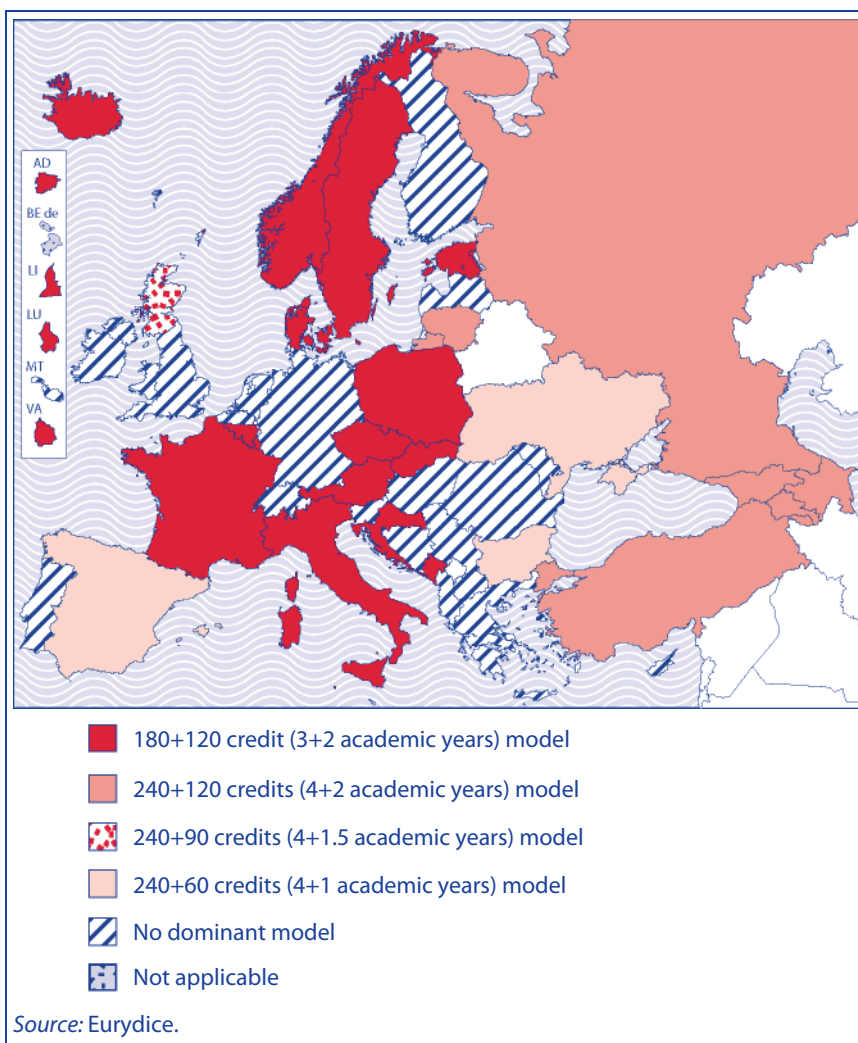 AD
BE de
LI
LU
MT
VA
180+120 credit (3+2 academic years) model
240+120 credits (4+2 academic years) model
240+90 credits (4+1.5 academic years) model
240+60 credits (4+1 academic years) model
No dominant model
Not applicable
Source: Eurydice.